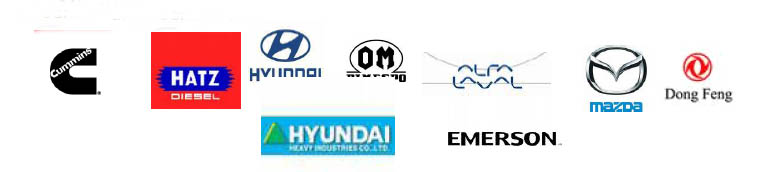 Cummins
HATZ
DIESEL
HYUNDAI
OM
ALFA
LAVAL
mazda
Dong Feng
HYUNDAI
HEAVY INDUSTRIES CO.,LTD.
EMERSON